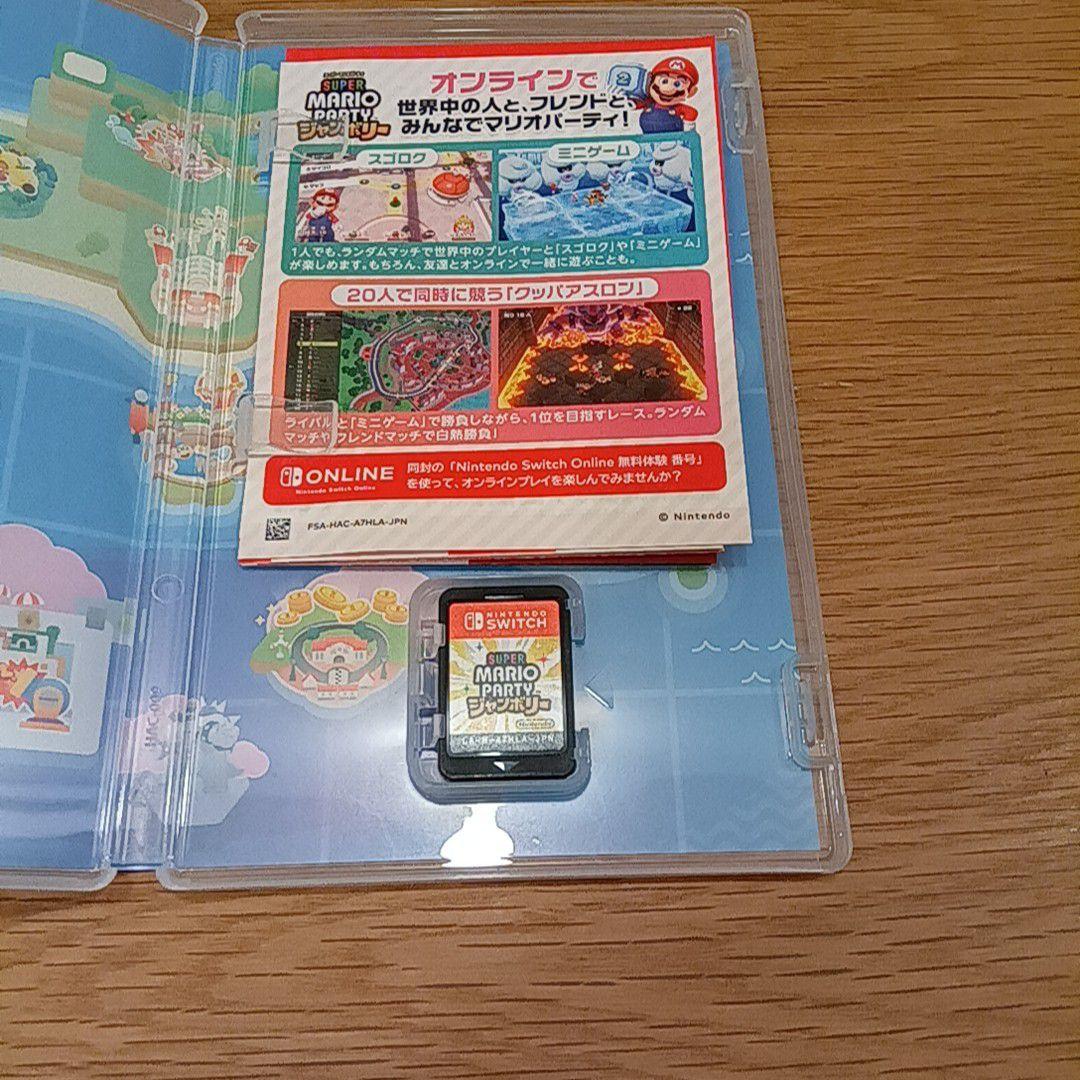 SUPER
MARIO
PARTY
ジャンボリー
オンラインで
世界中の人と、フレンドと、
みんなでマリオパーティ!
2
スゴロク
ミニゲーム
1人でも、ランダムマッチで世界中のプレイヤーと「スゴロク」や「ミニゲーム」
が楽しめます。もちろん、友達とオンラインで一緒に遊ぶことも。
20人で同時に競う「クッパアスロン」
ライバルと「ミニゲーム」で勝負しながら、1位を目指すレース。ランダム
マッチや フレンドマッチで白熱勝負!
ONLINE
Nintendo Switch Online
同封の「Nintendo Switch Online 無料体験 番号」
を使って、オンラインプレイを楽しんでみませんか?
FSA-HAC-A7HLA-JPN
© Nintendo
NINTENDO
SWITCH
SUPER
MARIO
PARTY
ジャンボリー
Nintendo
LA-H-A7HLA-JPN
HAC-009